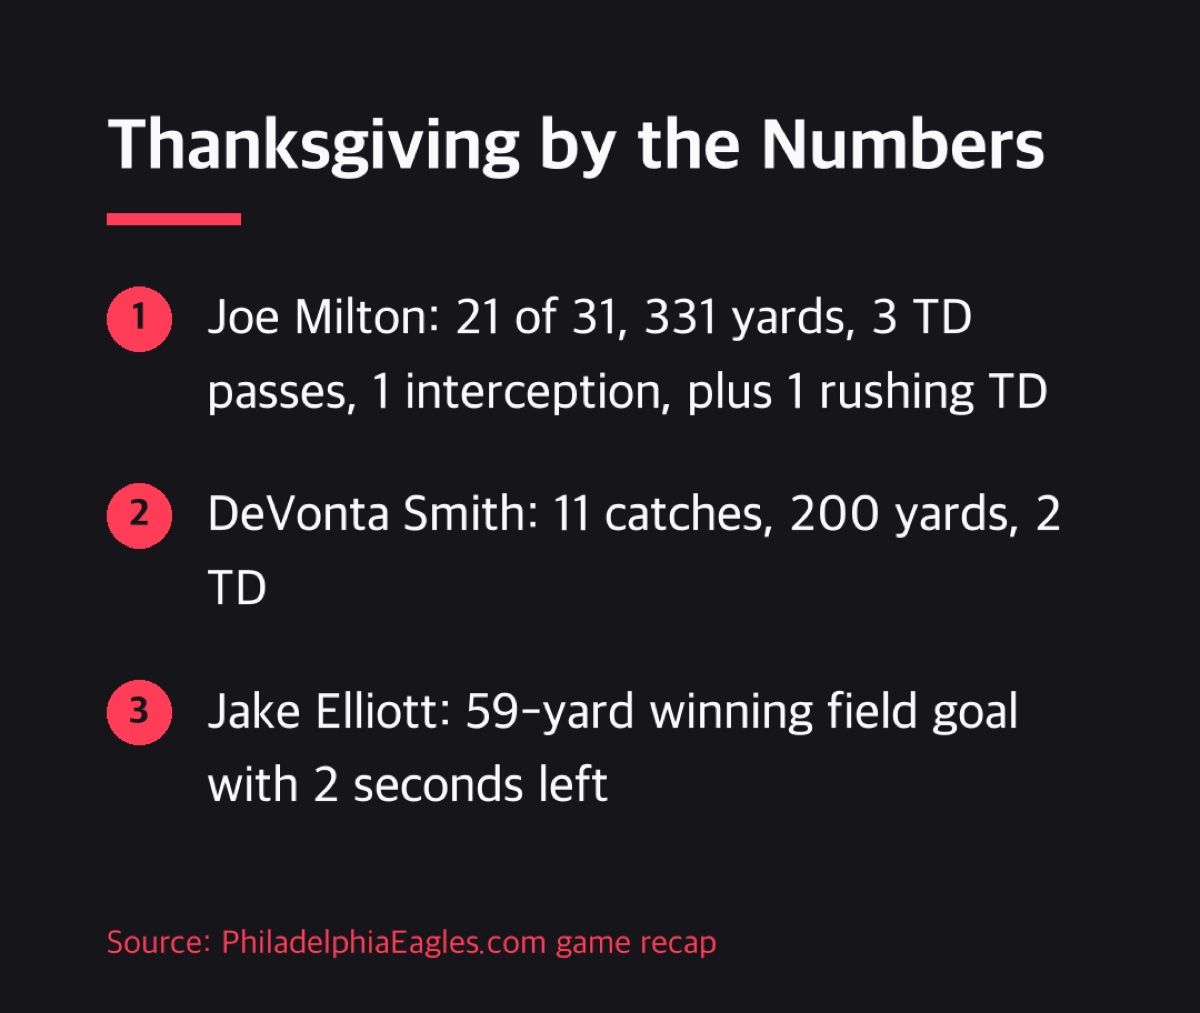 Thanksgiving by the Numbers
1 Joe Milton: 21 of 31, 331 yards, 3 TD
passes, 1 interception, plus 1 rushing TD
2 DeVonta Smith: 11 catches, 200 yards, 2
TD
3 Jake Elliott: 59-yard winning field goal
with 2 seconds left
Source: PhiladelphiaEagles.com game recap